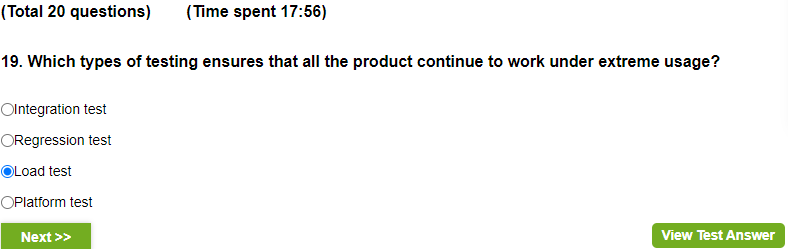 (Total 20 questions) (Time spent 17:56)
19. Which types of testing ensures that all the product continue to work under extreme usage?
Integration test
Regression test
Load test
Platform test
Next >> View Test Answer